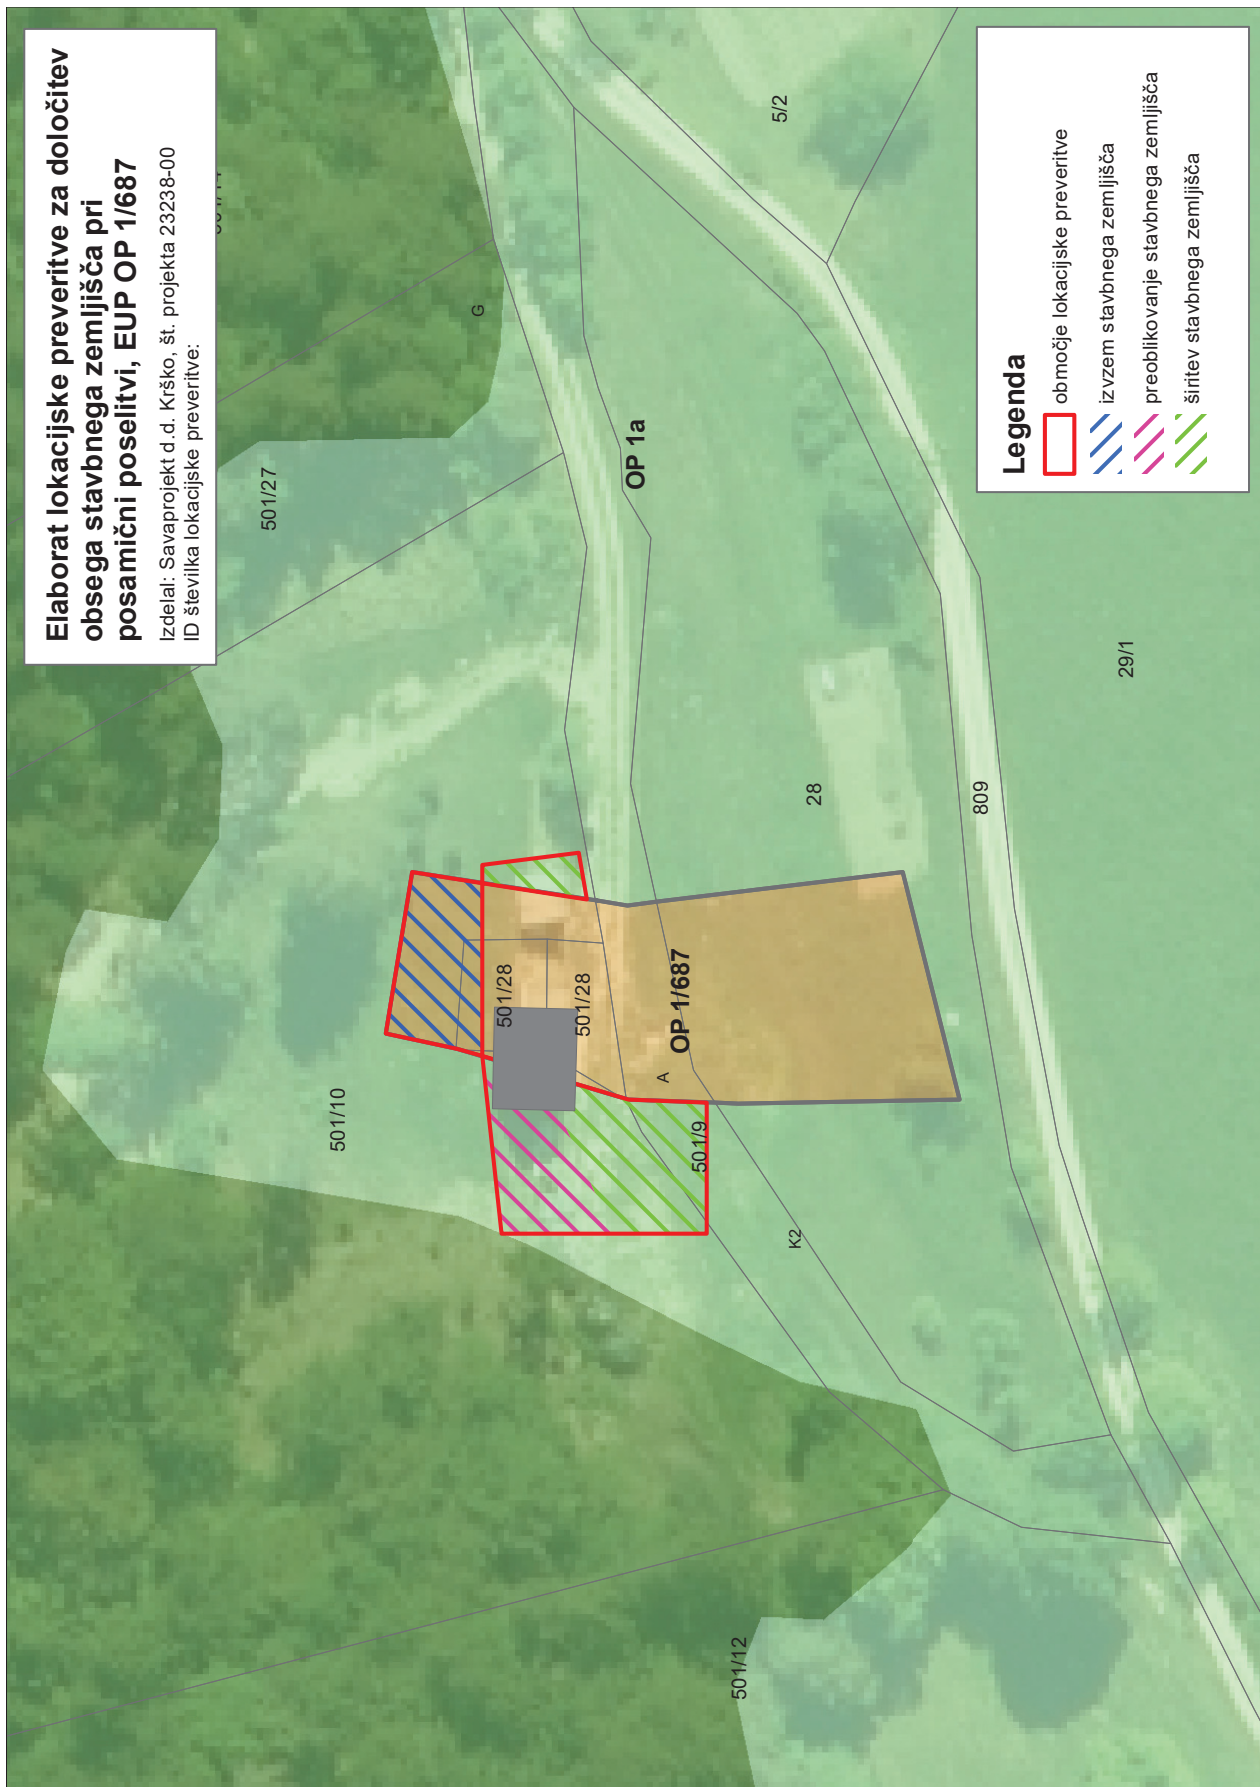 Elaborat lokacijske preveritve za določitev
obsega stavbnega zemljišča pri
posamični poselitvi, EUP OP 1/687
Izdelal: Savaprojekt d.d. Krško, št. projekta 23238-00
ID številka lokacijske preveritve:
501/27
G
5/2
OP 1a
501/10
501/28
501/28
OP 1/687
A
501/9
28
809
29/1
K2
501/12
Legenda
območje lokacijske preveritve
izvzem stavbnega zemljišča
preoblikovanje stavbnega zemljišča
širitev stavbnega zemljišča